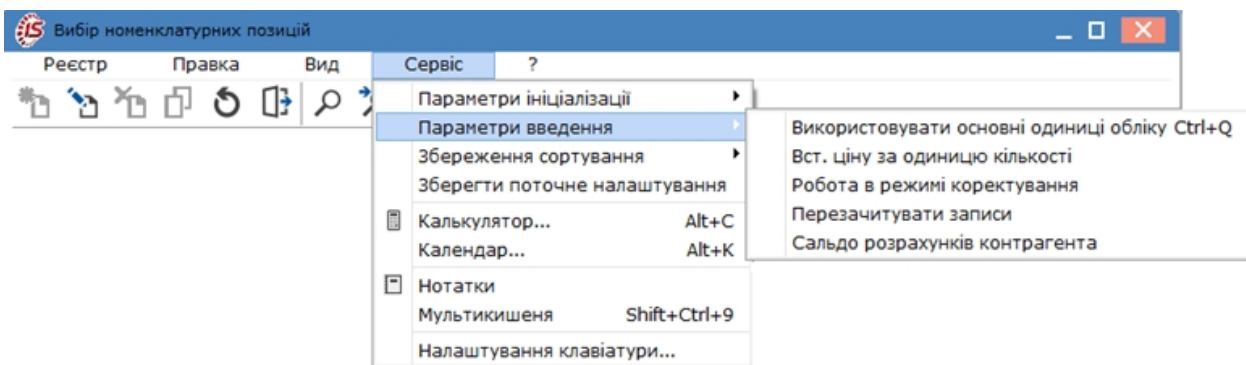 iS Вибір номенклатурних позицій
Реєстр Правка Вид Сервіс ?
Параметри ініціалізації
Параметри введення
Збереження сортування
Зберегти поточне налаштування
Калькулятор... Alt+C
Календар... Alt+K
Нотатки
Мультикишеня Shift+Ctrl+9
Налаштування клавіатури...
Використовувати основні одиниці обліку Ctrl+Q
Вст. ціну за одиницю кількості
Робота в режимі коректування
Перезачитувати записи
Сальдо розрахунків контрагента